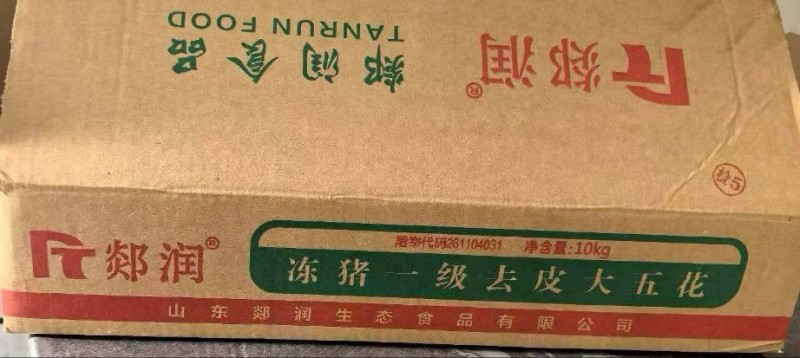 郯润食品
TANRUN FOOD
郯润®
检5
郯润®
屠宰代码261104031 净含量:10kg
冻猪一级去皮大五花
山东郯润生态食品有限公司